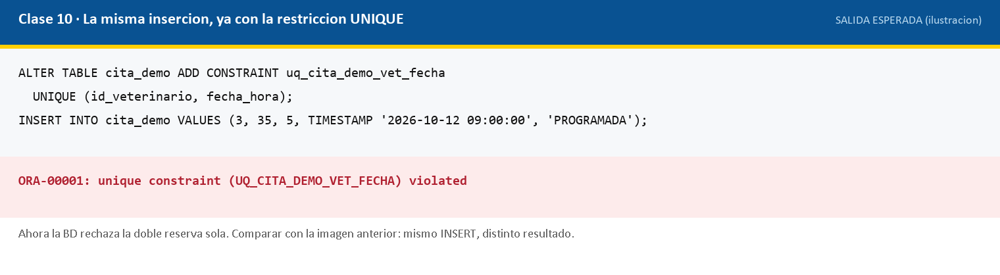 Clase 10 · La misma insercion, ya con la restriccion UNIQUE
SALIDA ESPERADA (ilustracion)
ALTER TABLE cita_demo ADD CONSTRAINT uq_cita_demo_vet_fecha
  UNIQUE (id_veterinario, fecha_hora);
INSERT INTO cita_demo VALUES (3, 35, 5, TIMESTAMP '2026-10-12 09:00:00', 'PROGRAMADA');
ORA-00001: unique constraint (UQ_CITA_DEMO_VET_FECHA) violated
Ahora la BD rechaza la doble reserva sola. Comparar con la imagen anterior: mismo INSERT, distinto resultado.